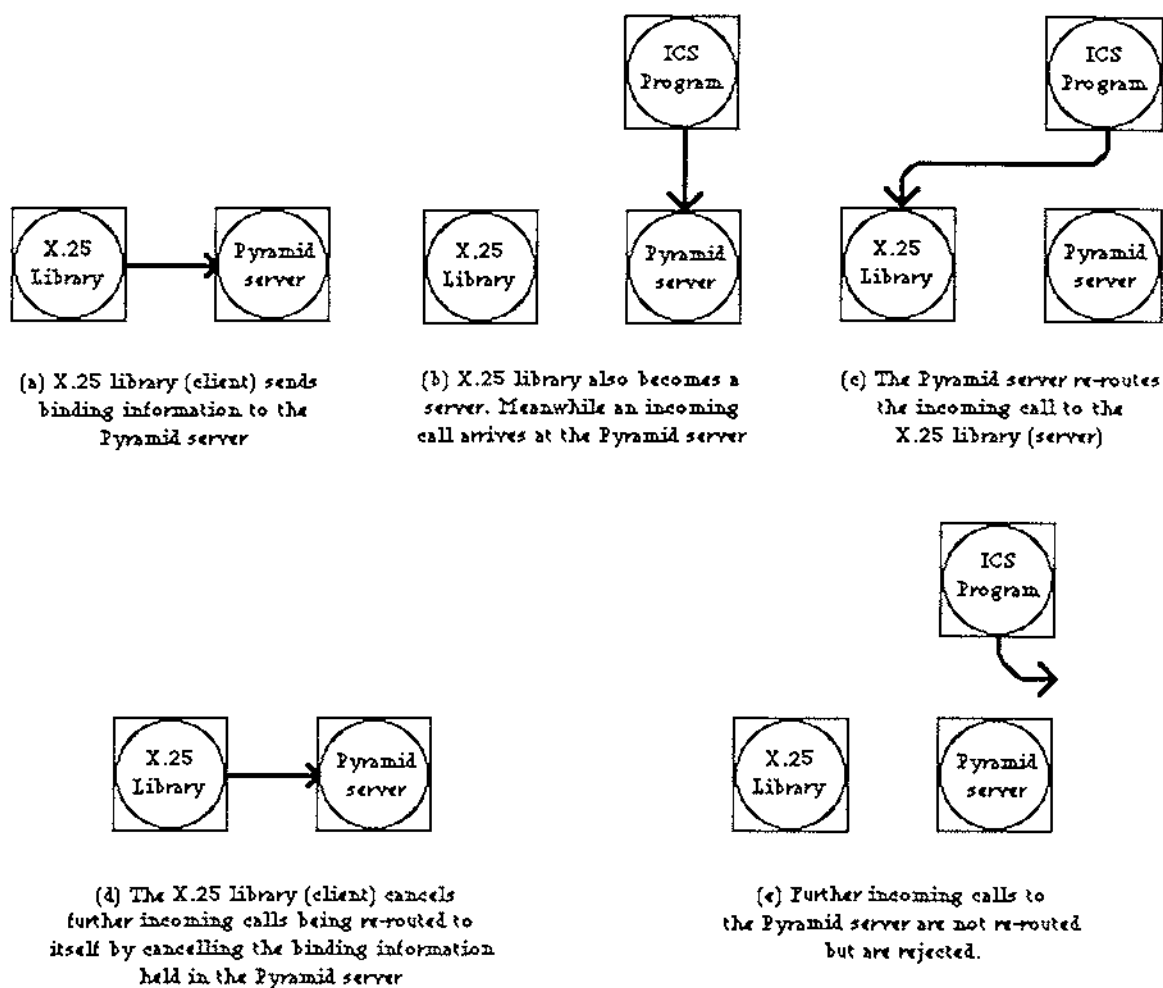 ICS
Program
X.25
Library
Pyramid
server
(a) X.25 library (client) sends
binding information to the
Pyramid server
X.25
Library
Pyramid
server
(b) X.25 library also becomes a
server. Meanwhile an incoming
call arrives at the Pyramid server
ICS
Program
X.25
Library
Pyramid
server
(c) The Pyramid server re-routes
the incoming call to the
X.25 library (server)
X.25
Library
Pyramid
server
(d) The X.25 library (client) cancels
further incoming calls being re-routed to
itself by cancelling the binding information
held in the Pyramid server
ICS
Program
X.25
Library
Pyramid
server
(e) Further incoming calls to
the Pyramid server are not re-routed
but are rejected.